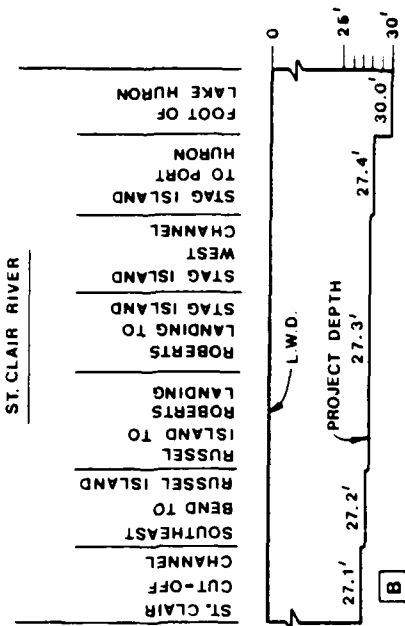 ST. CLAIR RIVER
ST. CLAIR
CUT-OFF
CHANNEL
SOUTHEAST
BEND TO
RUSSEL ISLAND
RUSSEL
ISLAND TO
ROBERTS
LANDING
ROBERTS
LANDING TO
STAG ISLAND
STAG ISLAND
WEST
CHANNEL
STAG ISLAND
TO PORT
HURON
FOOT OF
LAKE HURON
0
25'
30'
L.W.D.
PROJECT DEPTH
27.1'
27.2'
27.3'
27.4'
30.0'
B